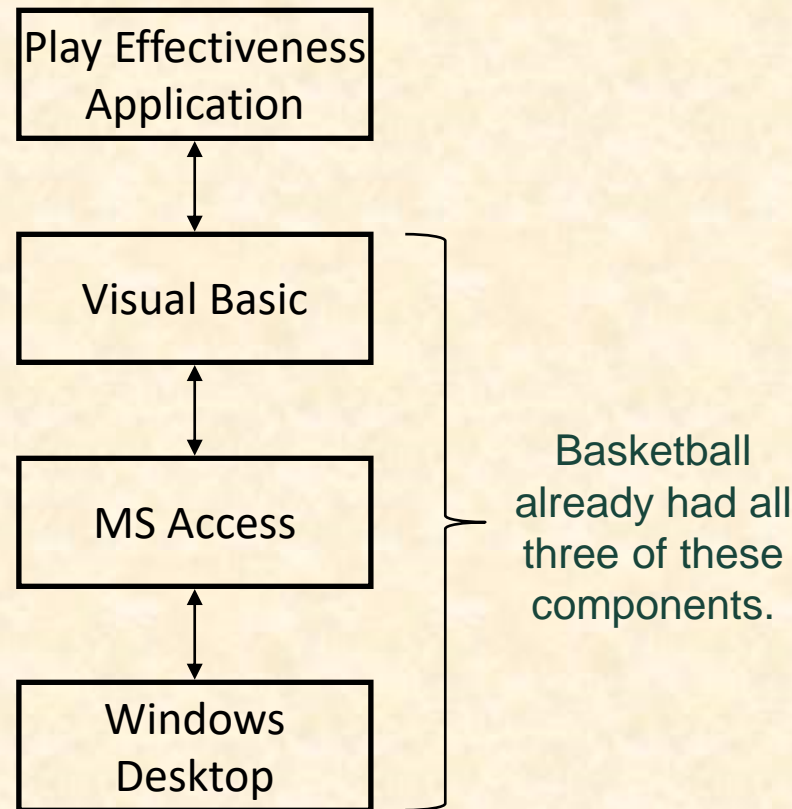 Play Effectiveness
Application
Visual Basic
MS Access
Basketball
already had all
three of these
components.
Windows
Desktop